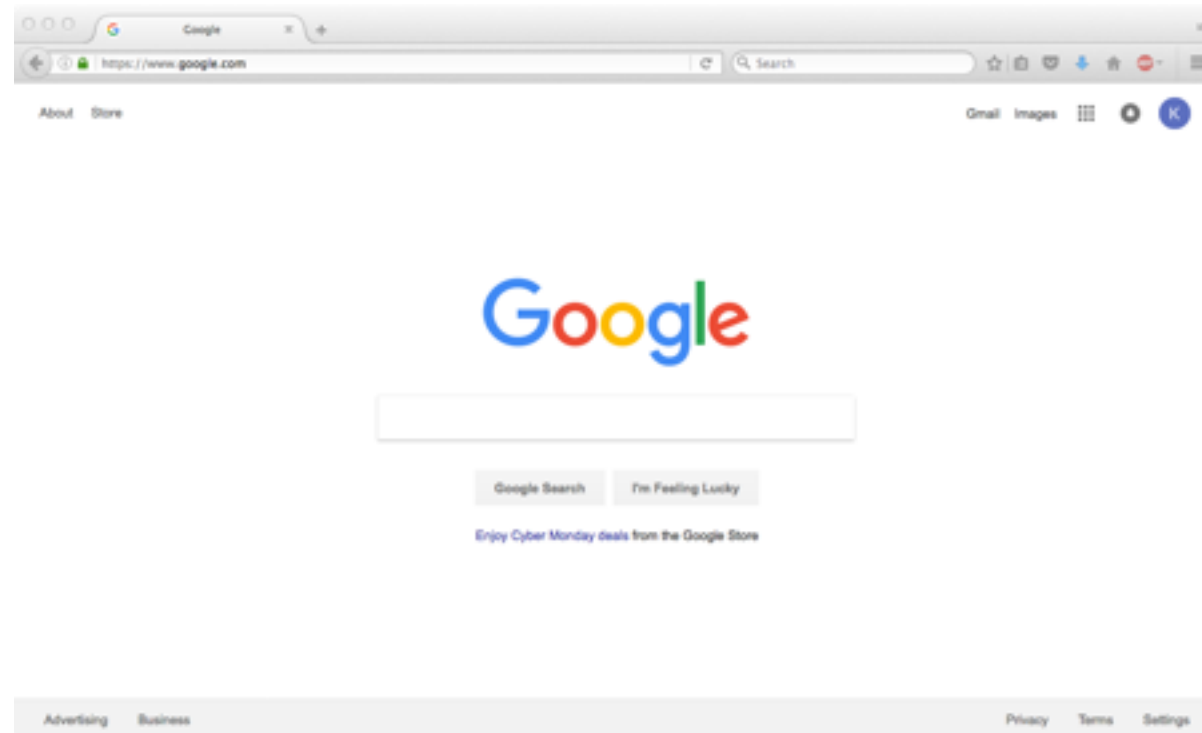 Google
https://www.google.com
Search
About Store
Gmail Images
K
Google
Google Search I'm Feeling Lucky
Enjoy Cyber Monday deals from the Google Store
Advertising Business
Privacy Terms Settings